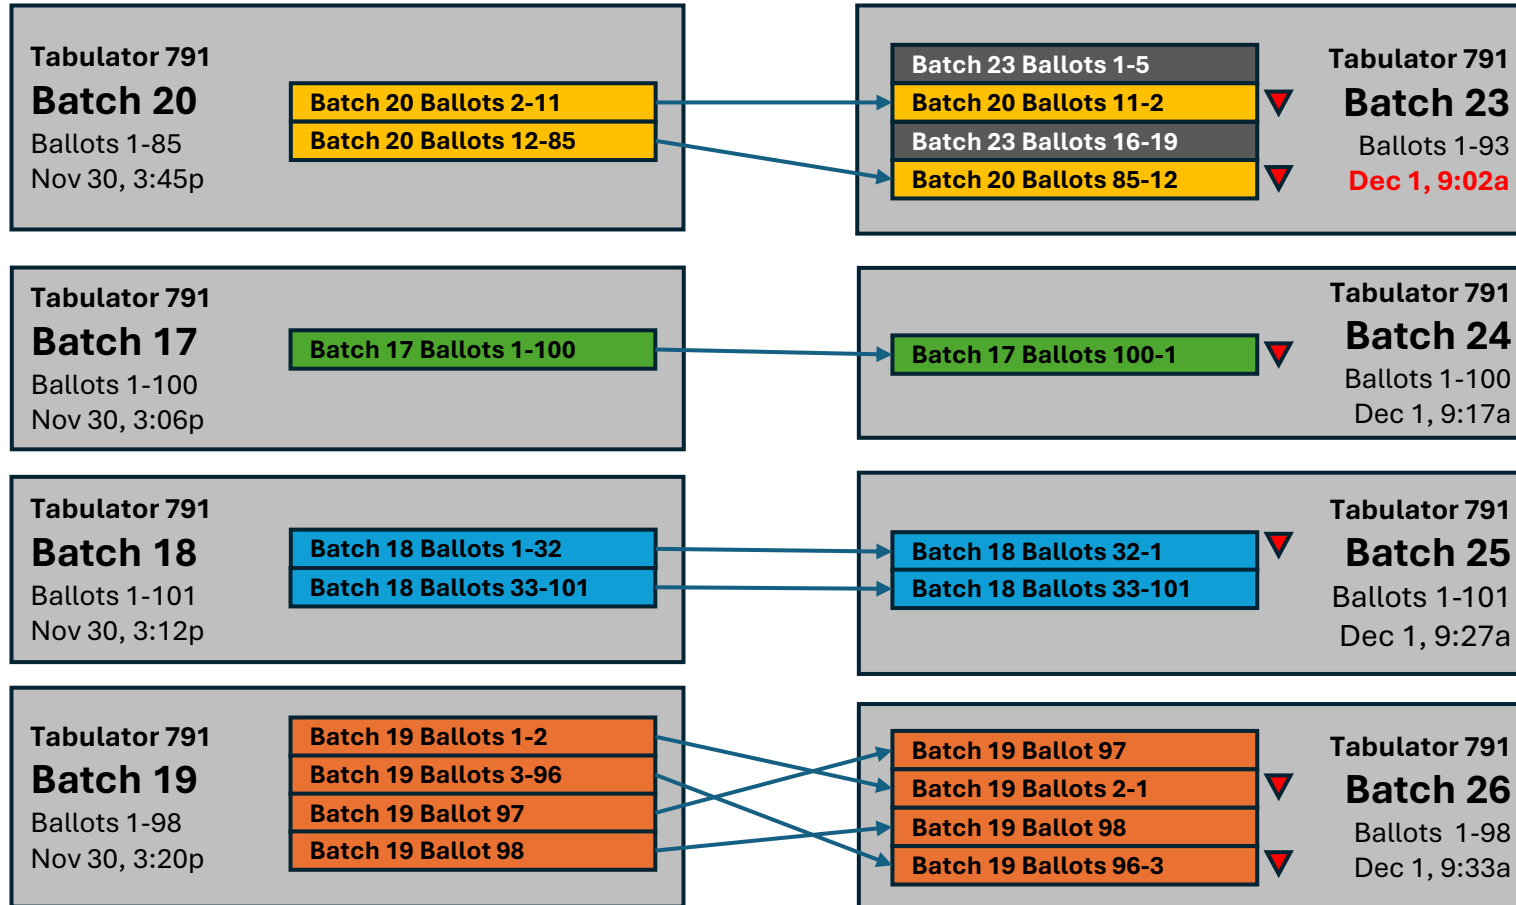 Tabulator 791
Batch 20
Ballots 1-85
Nov 30, 3:45p
Batch 20 Ballots 2-11
Batch 20 Ballots 12-85
Batch 23 Ballots 1-5
Batch 20 Ballots 11-2
Batch 23 Ballots 16-19
Batch 20 Ballots 85-12
Tabulator 791
Batch 23
Ballots 1-93
Dec 1, 9:02a
Tabulator 791
Batch 17
Ballots 1-100
Nov 30, 3:06p
Batch 17 Ballots 1-100
Batch 17 Ballots 100-1
Tabulator 791
Batch 24
Ballots 1-100
Dec 1, 9:17a
Tabulator 791
Batch 18
Ballots 1-101
Nov 30, 3:12p
Batch 18 Ballots 1-32
Batch 18 Ballots 33-101
Batch 18 Ballots 32-1
Batch 18 Ballots 33-101
Tabulator 791
Batch 25
Ballots 1-101
Dec 1, 9:27a
Tabulator 791
Batch 19
Ballots 1-98
Nov 30, 3:20p
Batch 19 Ballots 1-2
Batch 19 Ballots 3-96
Batch 19 Ballot 97
Batch 19 Ballot 98
Batch 19 Ballot 97
Batch 19 Ballots 2-1
Batch 19 Ballot 98
Batch 19 Ballots 96-3
Tabulator 791
Batch 26
Ballots 1-98
Dec 1, 9:33a